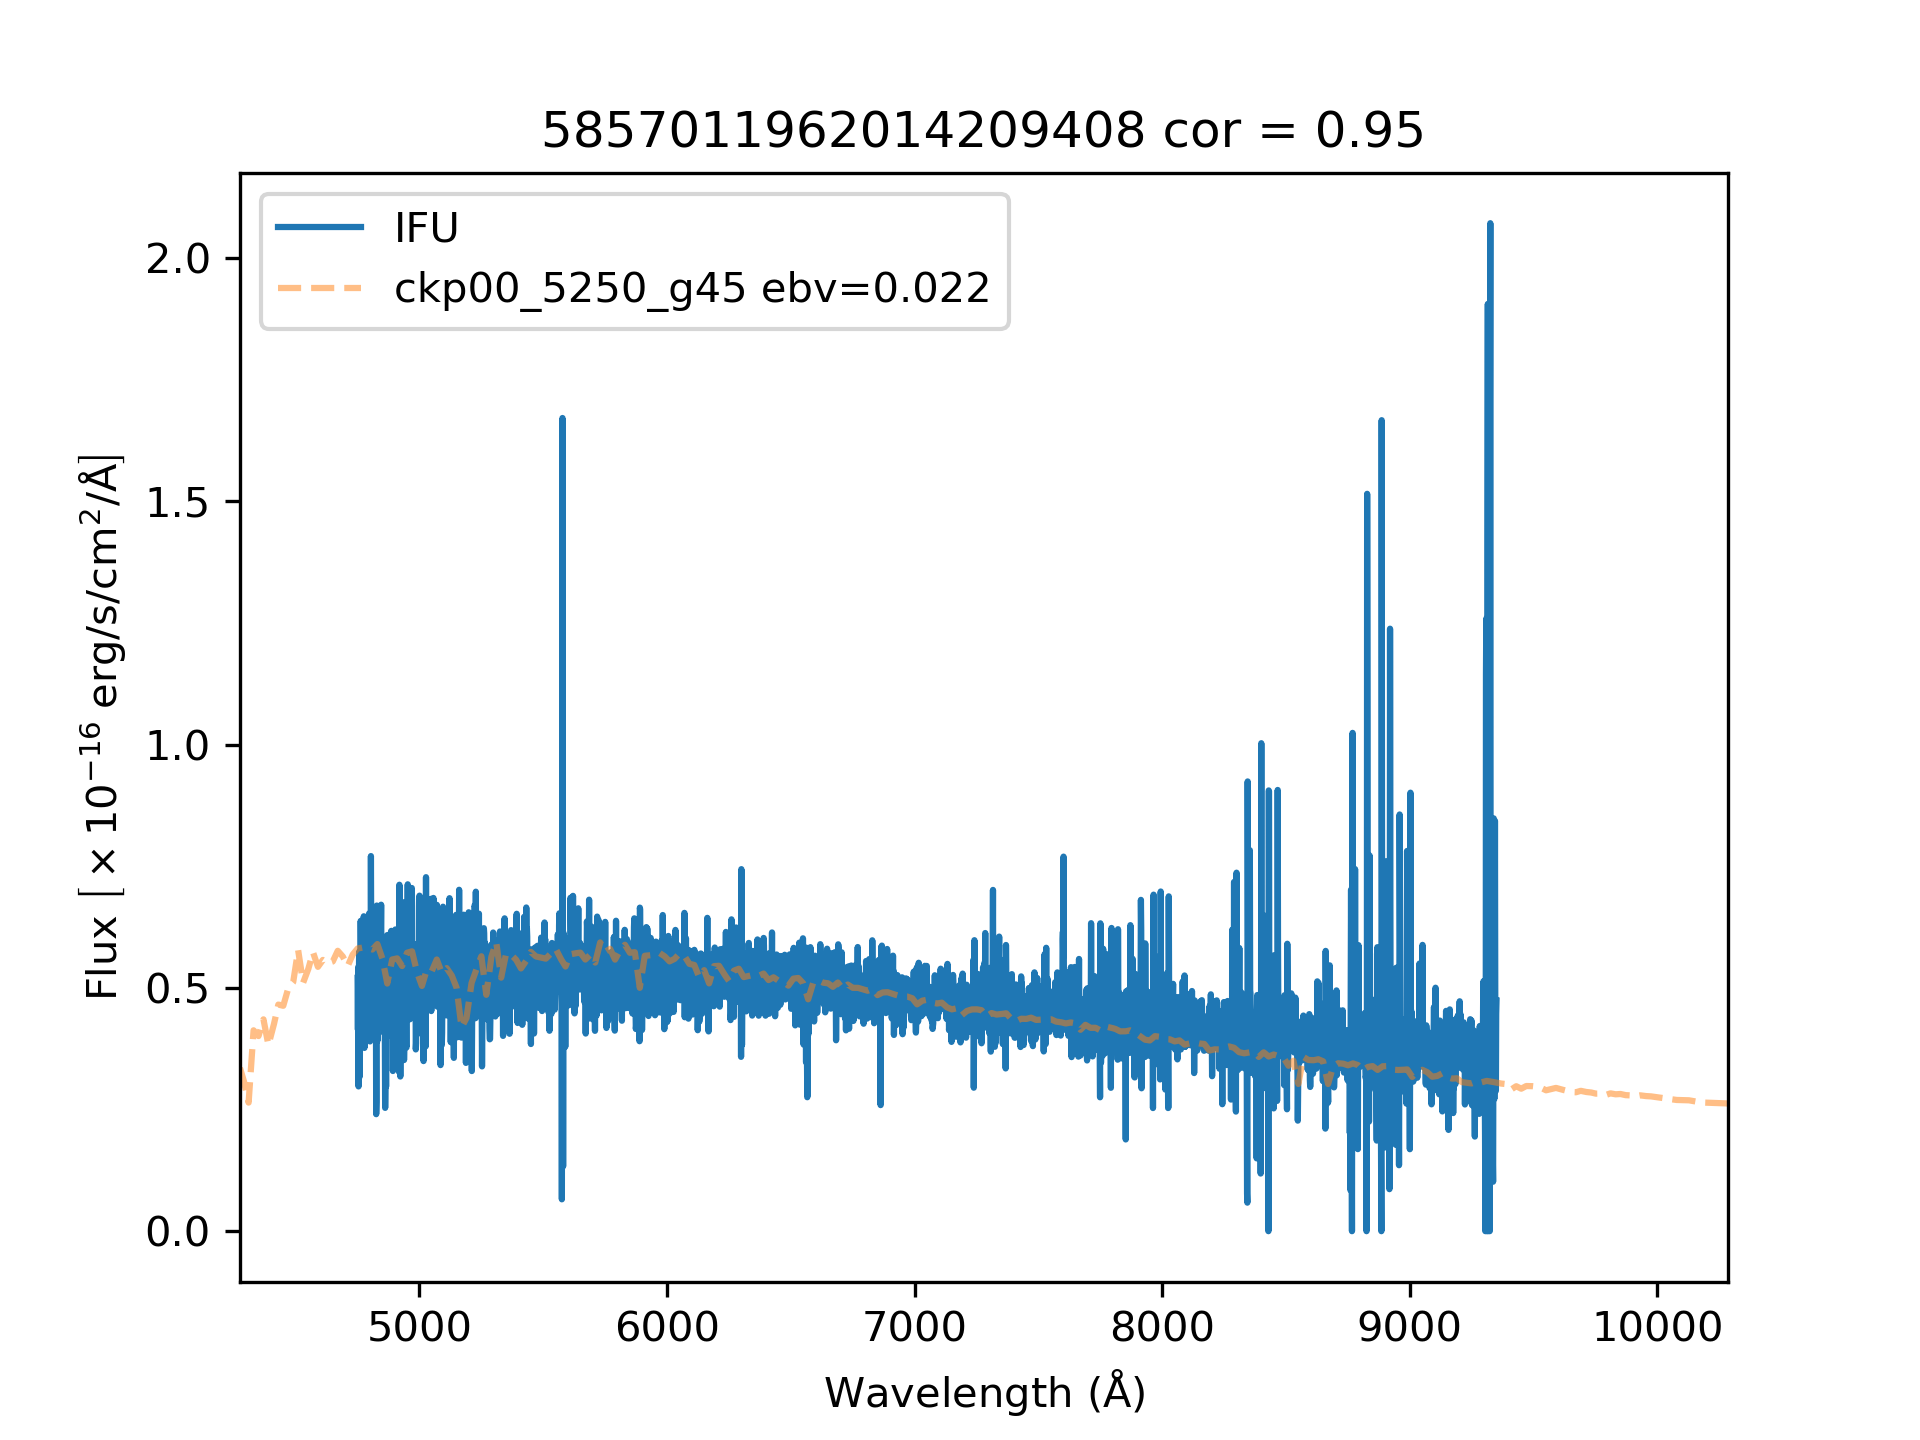 5857011962014209408 cor = 0.95
IFU
ckp00_5250_g45 ebv=0.022
2.0
1.5
1.0
0.5
0.0
Flux [×10⁻¹⁶ erg/s/cm²/Å]
5000 6000 7000 8000 9000 10000
Wavelength (Å)